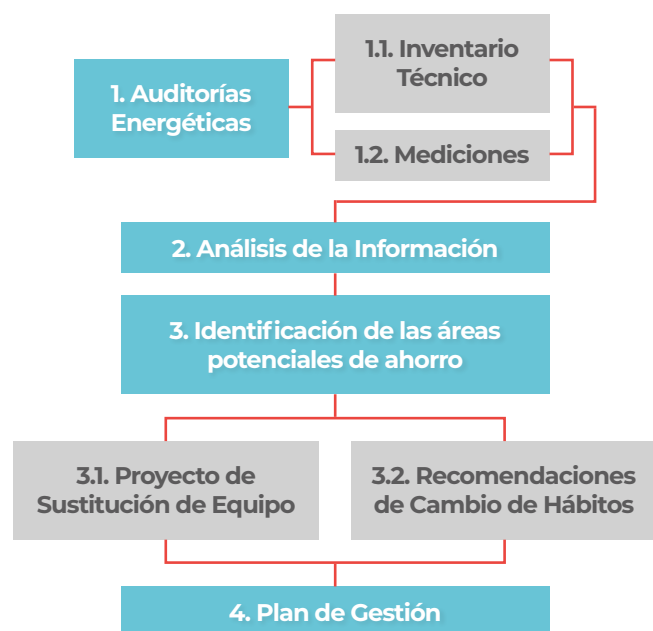 1. Auditorías
Energéticas
1.1. Inventario
Técnico
1.2. Mediciones
2. Análisis de la Información
3. Identificación de las áreas
potenciales de ahorro
3.1. Proyecto de
Sustitución de Equipo
3.2. Recomendaciones
de Cambio de Hábitos
4. Plan de Gestión